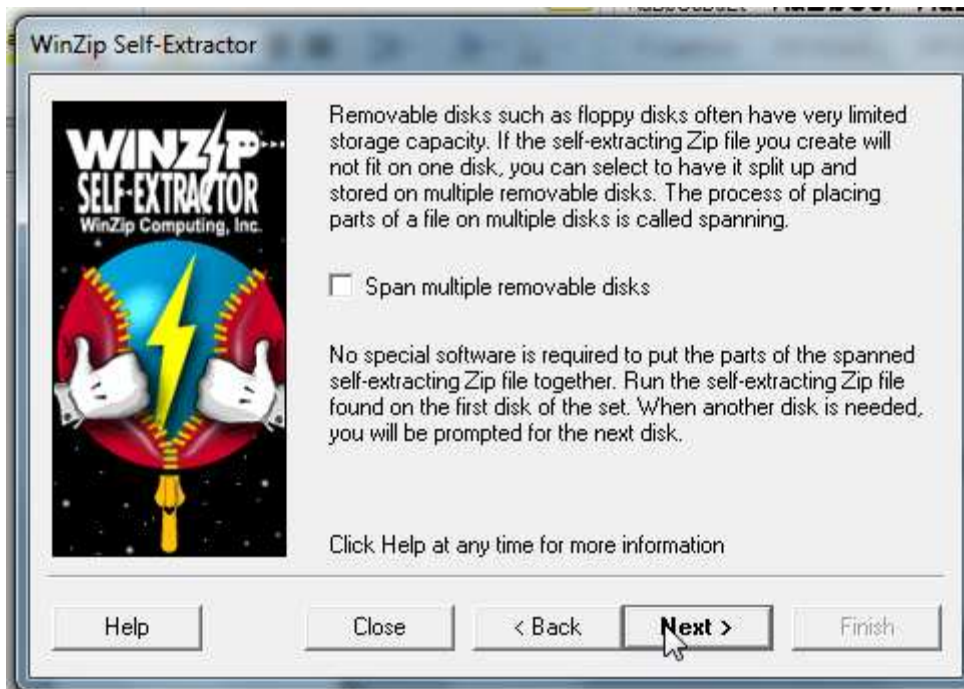 WinZip Self-Extractor
WINZIP
SELF-EXTRACTOR
WinZip Computing, Inc.
Removable disks such as floppy disks often have very limited
storage capacity. If the self-extracting Zip file you create will
not fit on one disk, you can select to have it split up and
stored on multiple removable disks. The process of placing
parts of a file on multiple disks is called spanning.
Span multiple removable disks
No special software is required to put the parts of the spanned
self-extracting Zip file together. Run the self-extracting Zip file
found on the first disk of the set. When another disk is needed,
you will be prompted for the next disk.
Click Help at any time for more information
Help Close < Back Next > Finish